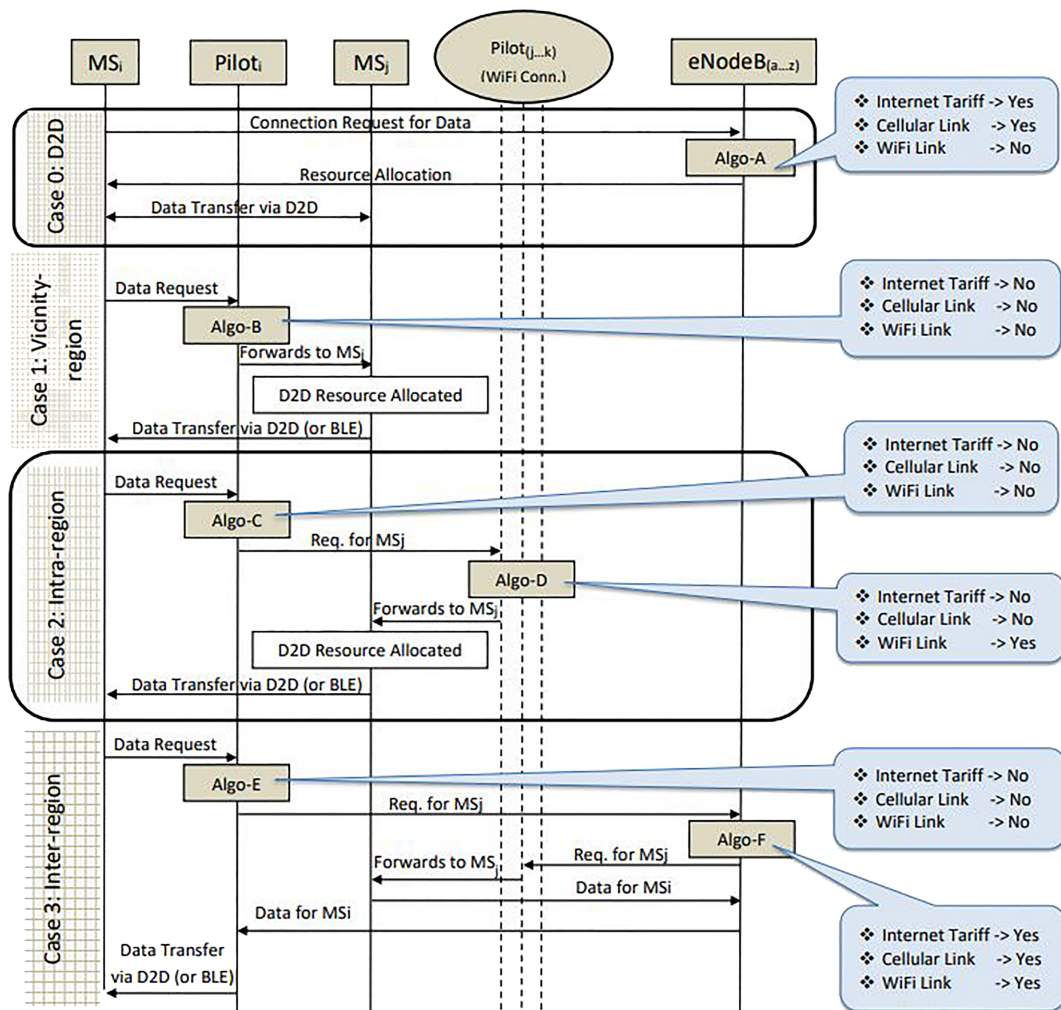 MSi
Piloti
MSj
Pilot(j...k)
(WiFi Conn.)
eNodeB(a...z)
Case 0: D2D
Connection Request for Data
Algo-A
❖ Internet Tariff -> Yes
❖ Cellular Link -> Yes
❖ WiFi Link -> No
Resource Allocation
Data Transfer via D2D
Case 1: Vicinity-
region
Data Request
Algo-B
❖ Internet Tariff -> No
❖ Cellular Link -> No
❖ WiFi Link -> No
Forwards to MSj
D2D Resource Allocated
Data Transfer via D2D (or BLE)
Case 2: Intra-region
Data Request
Algo-C
❖ Internet Tariff -> No
❖ Cellular Link -> No
❖ WiFi Link -> No
Req. for MSj
Algo-D
❖ Internet Tariff -> No
❖ Cellular Link -> No
❖ WiFi Link -> Yes
Forwards to MSj
D2D Resource Allocated
Data Transfer via D2D (or BLE)
Case 3: Inter-region
Data Request
Algo-E
❖ Internet Tariff -> No
❖ Cellular Link -> No
❖ WiFi Link -> No
Req. for MSj
Algo-F
Req. for MSj
Forwards to MSj
Data for MSi
Data for MSi
❖ Internet Tariff -> Yes
❖ Cellular Link -> Yes
❖ WiFi Link -> Yes
Data Transfer
via D2D (or BLE)